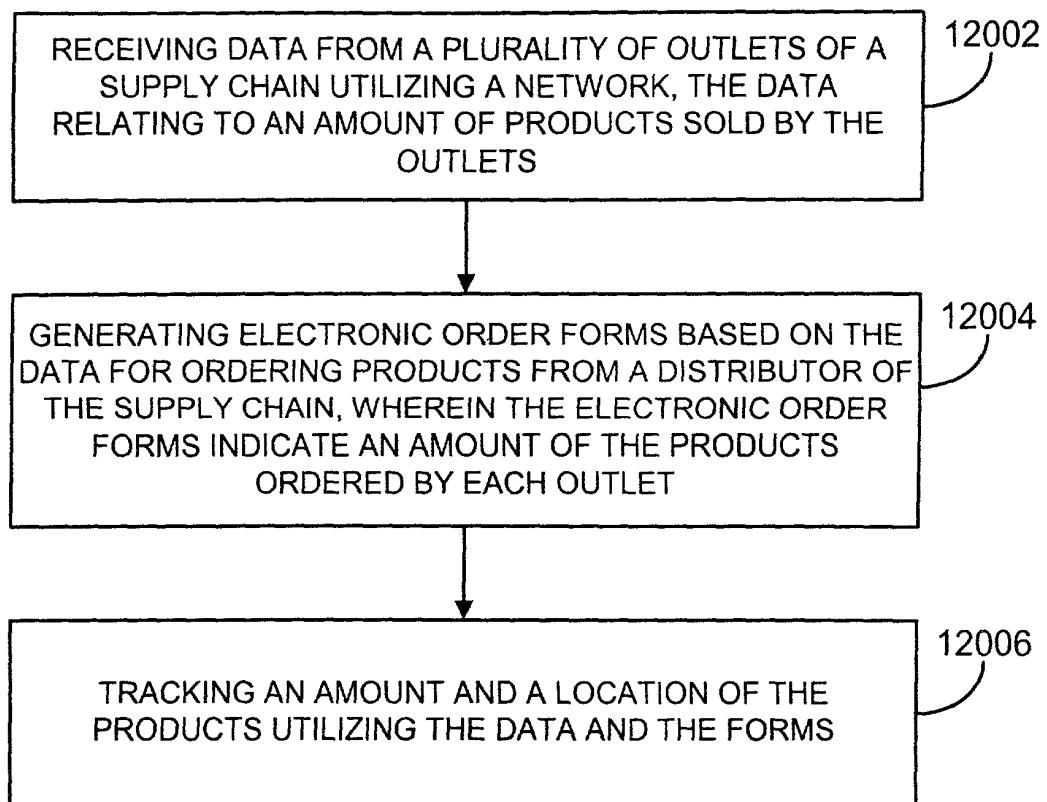 RECEIVING DATA FROM A PLURALITY OF OUTLETS OF A
SUPPLY CHAIN UTILIZING A NETWORK, THE DATA
RELATING TO AN AMOUNT OF PRODUCTS SOLD BY THE
OUTLETS
12002
GENERATING ELECTRONIC ORDER FORMS BASED ON THE
DATA FOR ORDERING PRODUCTS FROM A DISTRIBUTOR OF
THE SUPPLY CHAIN, WHEREIN THE ELECTRONIC ORDER
FORMS INDICATE AN AMOUNT OF THE PRODUCTS
ORDERED BY EACH OUTLET
12004
TRACKING AN AMOUNT AND A LOCATION OF THE
PRODUCTS UTILIZING THE DATA AND THE FORMS
12006